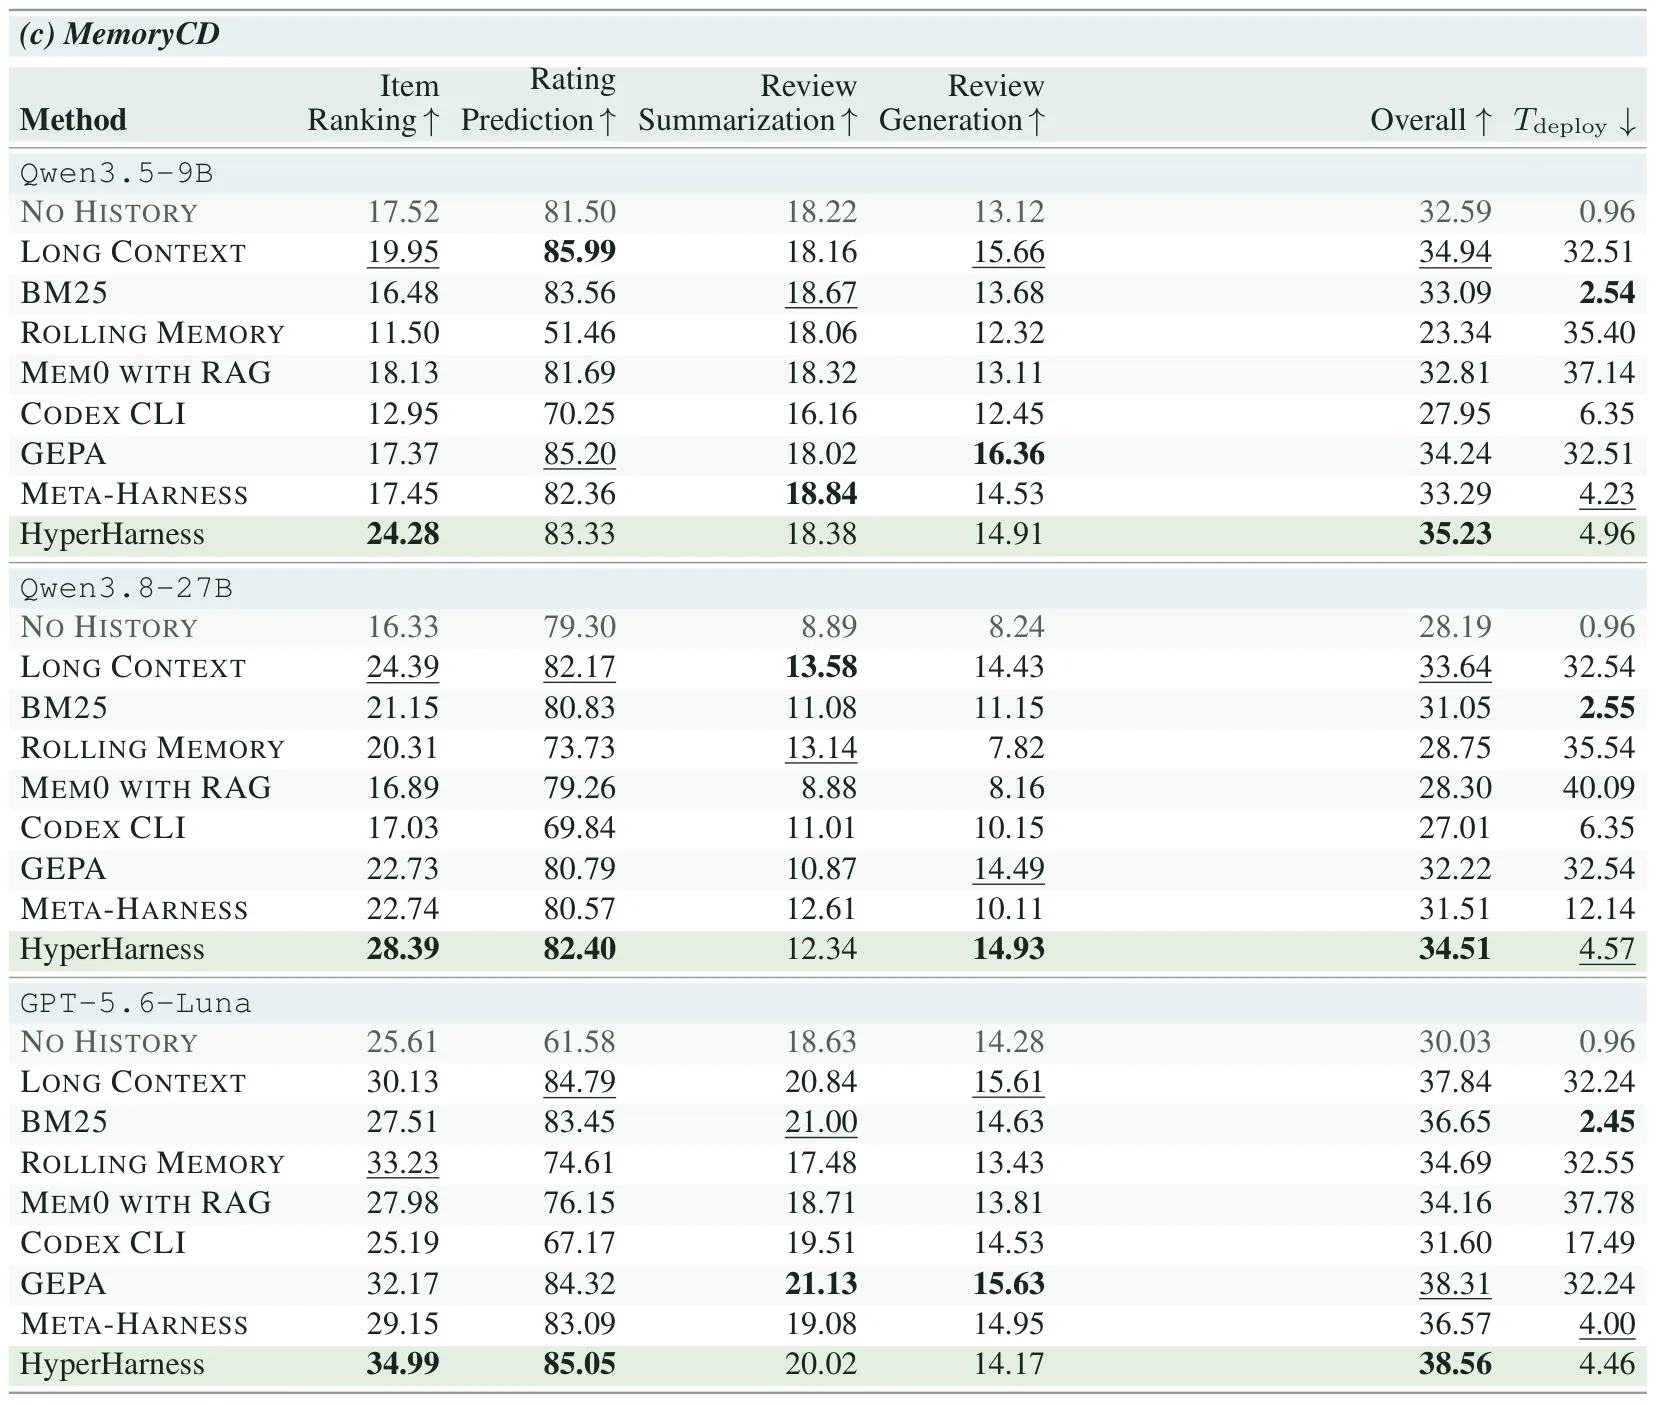 (c) MemoryCD
Method Item Ranking ↑ Rating Prediction ↑ Review Summarization ↑ Review Generation ↑ Overall ↑ T_deploy ↓
Qwen3.5-9B
NO HISTORY 17.52 81.50 18.22 13.12 32.59 0.96
LONG CONTEXT 19.95 85.99 18.16 15.66 34.94 32.51
BM25 16.48 83.56 18.67 13.68 33.09 2.54
ROLLING MEMORY 11.50 51.46 18.06 12.32 23.34 35.40
MEM0 WITH RAG 18.13 81.69 18.32 13.11 32.81 37.14
CODEX CLI 12.95 70.25 16.16 12.45 27.95 6.35
GEPA 17.37 85.20 18.02 16.36 34.24 32.51
META-HARNESS 17.45 82.36 18.84 14.53 33.29 4.23
HyperHarness 24.28 83.33 18.38 14.91 35.23 4.96
Qwen3.8-27B
NO HISTORY 16.33 79.30 8.89 8.24 28.19 0.96
LONG CONTEXT 24.39 82.17 13.58 14.43 33.64 32.54
BM25 21.15 80.83 11.08 11.15 31.05 2.55
ROLLING MEMORY 20.31 73.73 13.14 7.82 28.75 35.54
MEM0 WITH RAG 16.89 79.26 8.88 8.16 28.30 40.09
CODEX CLI 17.03 69.84 11.01 10.15 27.01 6.35
GEPA 22.73 80.79 10.87 14.49 32.22 32.54
META-HARNESS 22.74 80.57 12.61 10.11 31.51 12.14
HyperHarness 28.39 82.40 12.34 14.93 34.51 4.57
GPT-5.6-Luna
NO HISTORY 25.61 61.58 18.63 14.28 30.03 0.96
LONG CONTEXT 30.13 84.79 20.84 15.61 37.84 32.24
BM25 27.51 83.45 21.00 14.63 36.65 2.45
ROLLING MEMORY 33.23 74.61 17.48 13.43 34.69 32.55
MEM0 WITH RAG 27.98 76.15 18.71 13.81 34.16 37.78
CODEX CLI 25.19 67.17 19.51 14.53 31.60 17.49
GEPA 32.17 84.32 21.13 15.63 38.31 32.24
META-HARNESS 29.15 83.09 19.08 14.95 36.57 4.00
HyperHarness 34.99 85.05 20.02 14.17 38.56 4.46